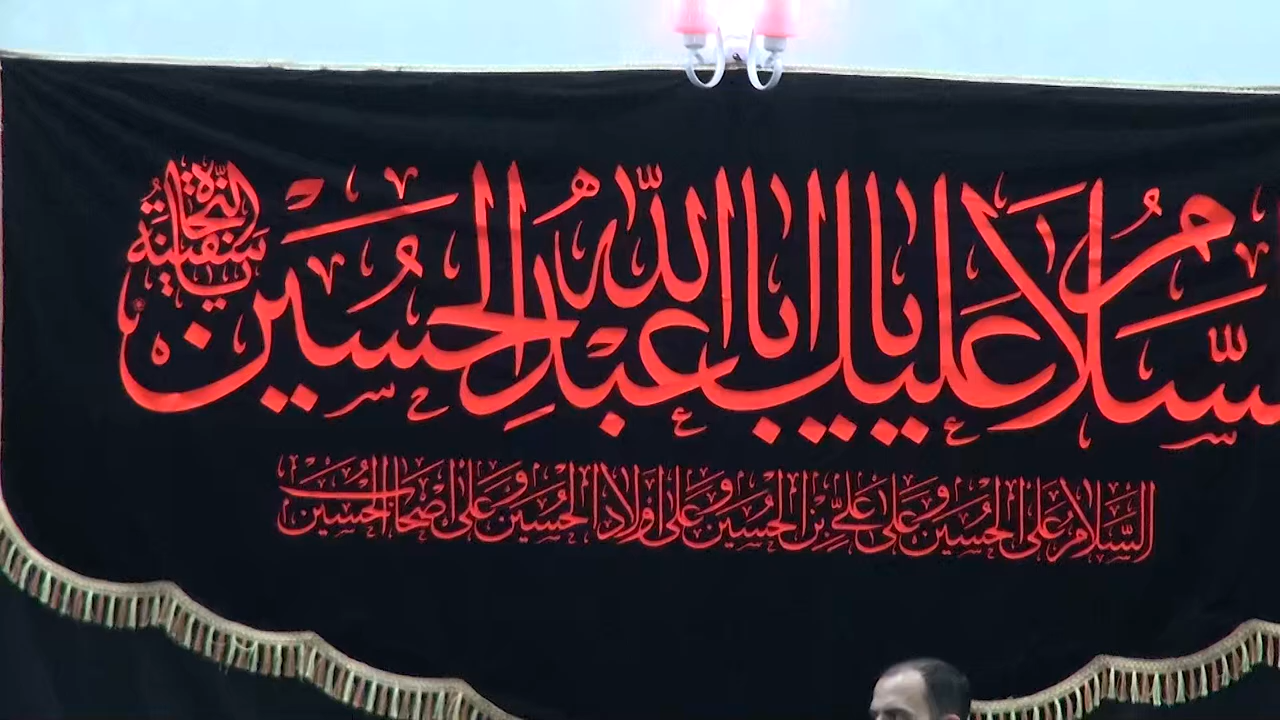 السلام عليك يا ابا عبد الله الحسين
يا سفينة النجاة
السلام على الحسين وعلى علي بن الحسين وعلى اولاد الحسين وعلى اصحاب الحسين